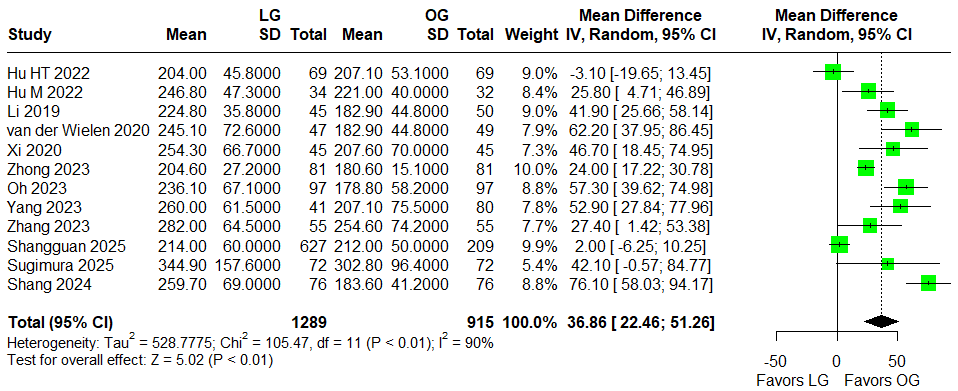 LG OG Mean Difference Mean Difference
Study Mean SD Total Mean SD Total Weight IV, Random, 95% CI IV, Random, 95% CI
Hu HT 2022 204.00 45.8000 69 207.10 53.1000 69 9.0% -3.10 [-19.65; 13.45]
Hu M 2022 246.80 47.3000 34 221.00 40.0000 32 8.4% 25.80 [ 4.71; 46.89]
Li 2019 224.80 35.8000 45 182.90 44.8000 50 9.0% 41.90 [ 25.66; 58.14]
van der Wielen 2020 245.10 72.6000 47 182.90 44.8000 49 7.9% 62.20 [ 37.95; 86.45]
Xi 2020 254.30 66.7000 45 207.60 70.0000 45 7.3% 46.70 [ 18.45; 74.95]
Zhong 2023 204.60 27.2000 81 180.60 15.1000 81 10.0% 24.00 [ 17.22; 30.78]
Oh 2023 236.10 67.1000 97 178.80 58.2000 97 8.8% 57.30 [ 39.62; 74.98]
Yang 2023 260.00 61.5000 41 207.10 75.5000 80 7.8% 52.90 [ 27.84; 77.96]
Zhang 2023 282.00 64.5000 55 254.60 74.2000 55 7.7% 27.40 [ 1.42; 53.38]
Shangguan 2025 214.00 60.0000 627 212.00 50.0000 209 9.9% 2.00 [ -6.25; 10.25]
Sugimura 2025 344.90 157.6000 72 302.80 96.4000 72 5.4% 42.10 [ -0.57; 84.77]
Shang 2024 259.70 69.0000 76 183.60 41.2000 76 8.8% 76.10 [ 58.03; 94.17]
Total (95% CI) 1289 915 100.0% 36.86 [ 22.46; 51.26]
Heterogeneity: Tau² = 528.7775; Chi² = 105.47, df = 11 (P < 0.01); I² = 90%
Test for overall effect: Z = 5.02 (P < 0.01)
-50 0 50
Favors LG Favors OG